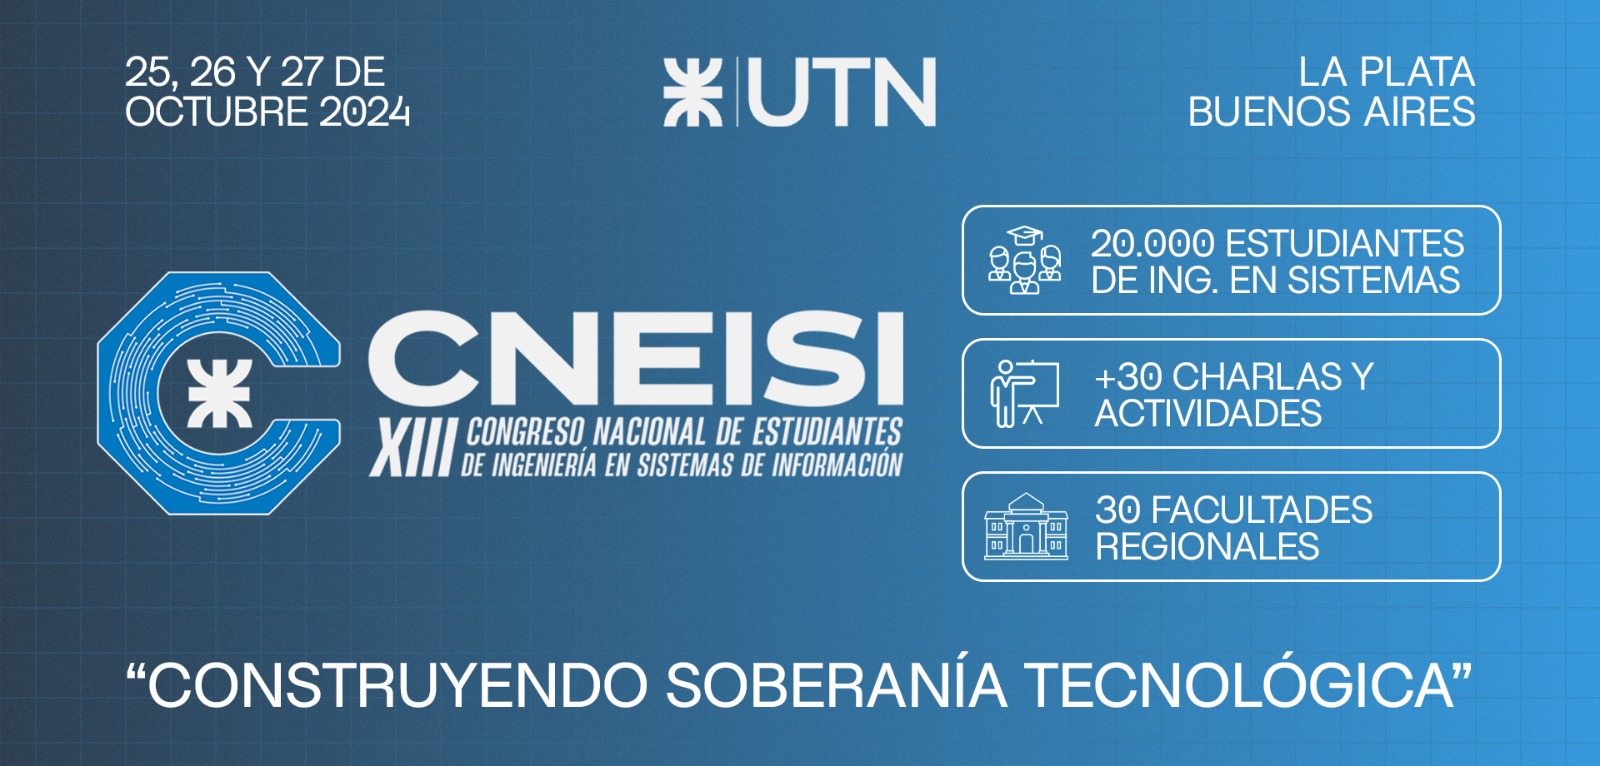 25, 26 Y 27 DE
OCTUBRE 2024
UTN
LA PLATA
BUENOS AIRES
CNEISI
XIII CONGRESO NACIONAL DE ESTUDIANTES
DE INGENIERÍA EN SISTEMAS DE INFORMACIÓN
20.000 ESTUDIANTES
DE ING. EN SISTEMAS
+30 CHARLAS Y
ACTIVIDADES
30 FACULTADES
REGIONALES
“CONSTRUYENDO SOBERANÍA TECNOLÓGICA”